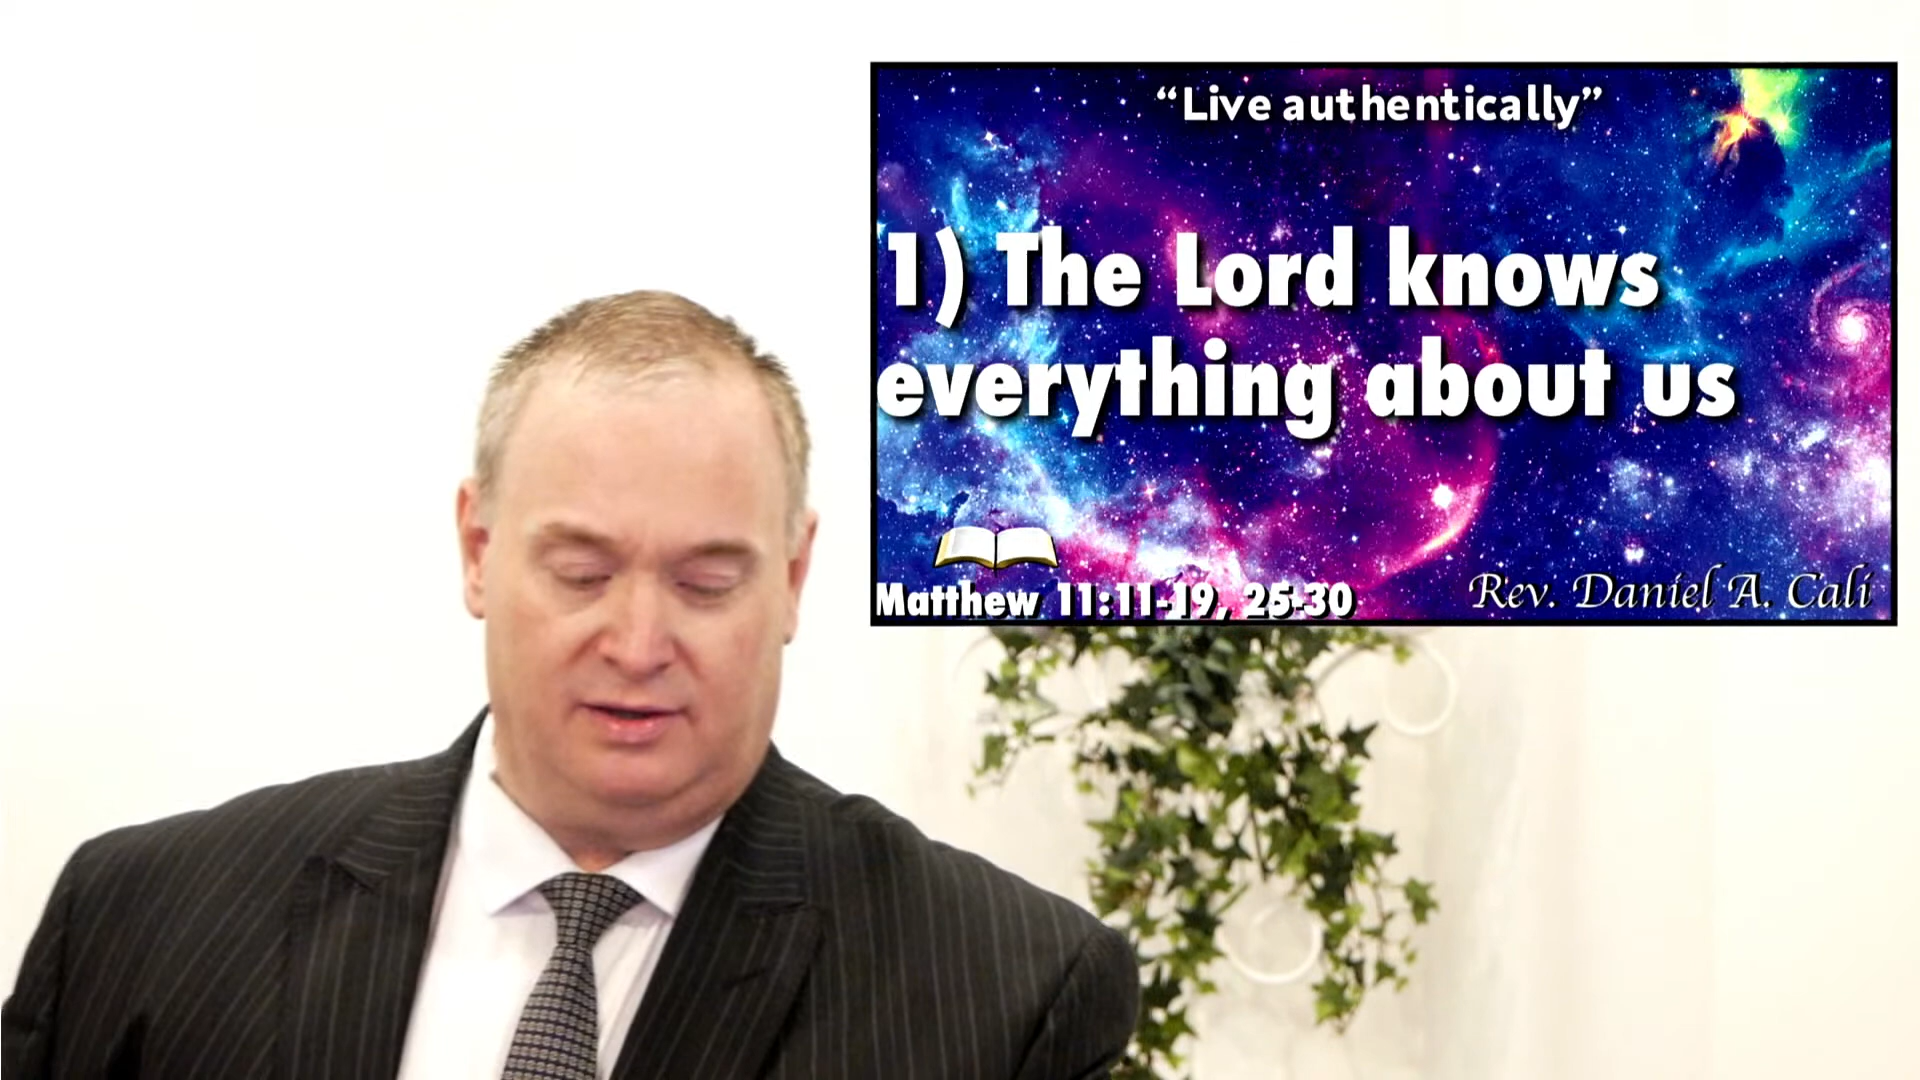 “Live authentically”
1) The Lord knows
everything about us
Matthew 11:11-19, 25-30
Rev. Daniel A. Cali